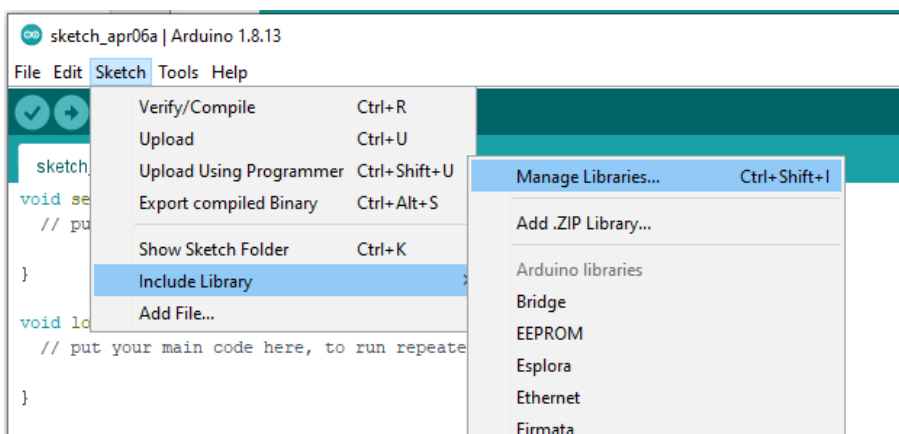 sketch_apr06a | Arduino 1.8.13
File Edit Sketch Tools Help
Verify/Compile Ctrl+R
Upload Ctrl+U
Upload Using Programmer Ctrl+Shift+U
Export compiled Binary Ctrl+Alt+S
Show Sketch Folder Ctrl+K
Include Library
Add File...
Manage Libraries... Ctrl+Shift+I
Add .ZIP Library...
Arduino libraries
Bridge
EEPROM
Esplora
Ethernet
Firmata
sketch_
void se
// pu
}
void lo
// put your main code here, to run repeate
}